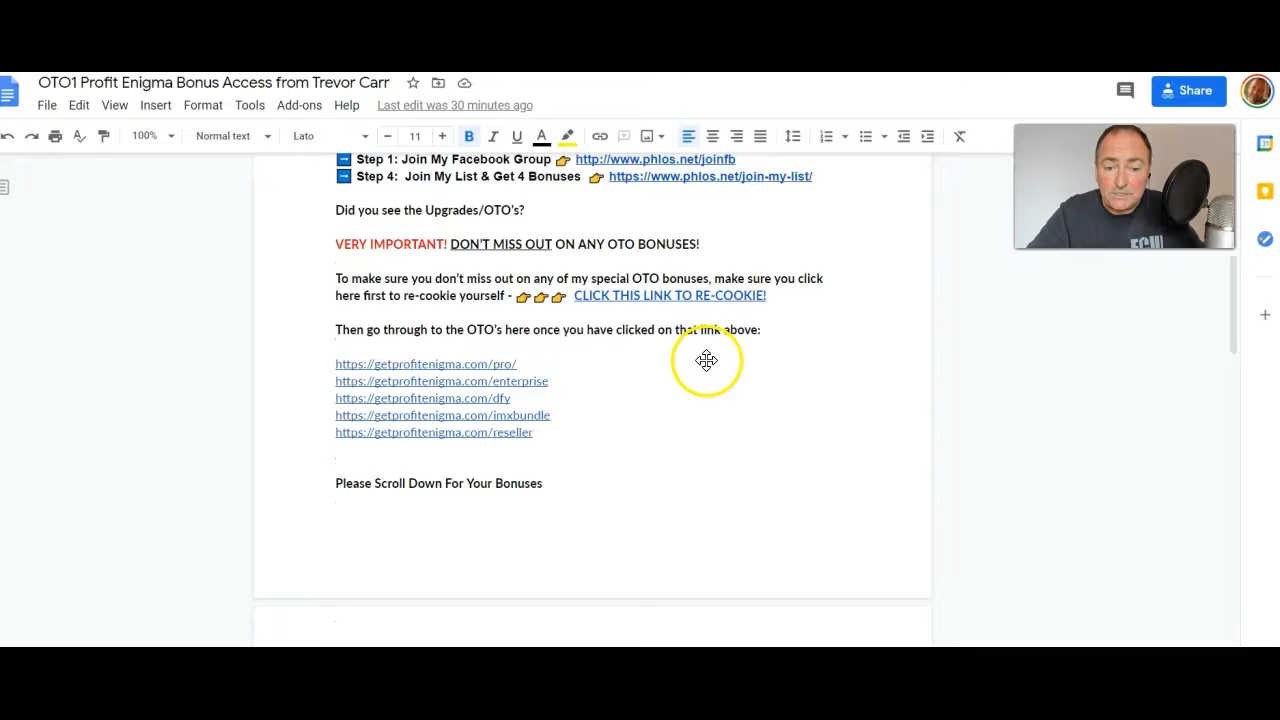 OTO1 Profit Enigma Bonus Access from Trevor Carr
File Edit View Insert Format Tools Add-ons Help Last edit was 30 minutes ago
Share
100% Normal text Lato 11 B I U A
Step 1: Join My Facebook Group 👉 http://www.phlos.net/joinfb
Step 4: Join My List & Get 4 Bonuses 👉 https://www.phlos.net/join-my-list/
Did you see the Upgrades/OTO's?
VERY IMPORTANT! DON'T MISS OUT ON ANY OTO BONUSES!
To make sure you don't miss out on any of my special OTO bonuses, make sure you click
here first to re-cookie yourself - 👉 👉 👉 CLICK THIS LINK TO RE-COOKIE!
Then go through to the OTO's here once you have clicked on that link above:
https://getprofitenigma.com/pro/
https://getprofitenigma.com/enterprise
https://getprofitenigma.com/dfy
https://getprofitenigma.com/imxbundle
https://getprofitenigma.com/reseller
Please Scroll Down For Your Bonuses